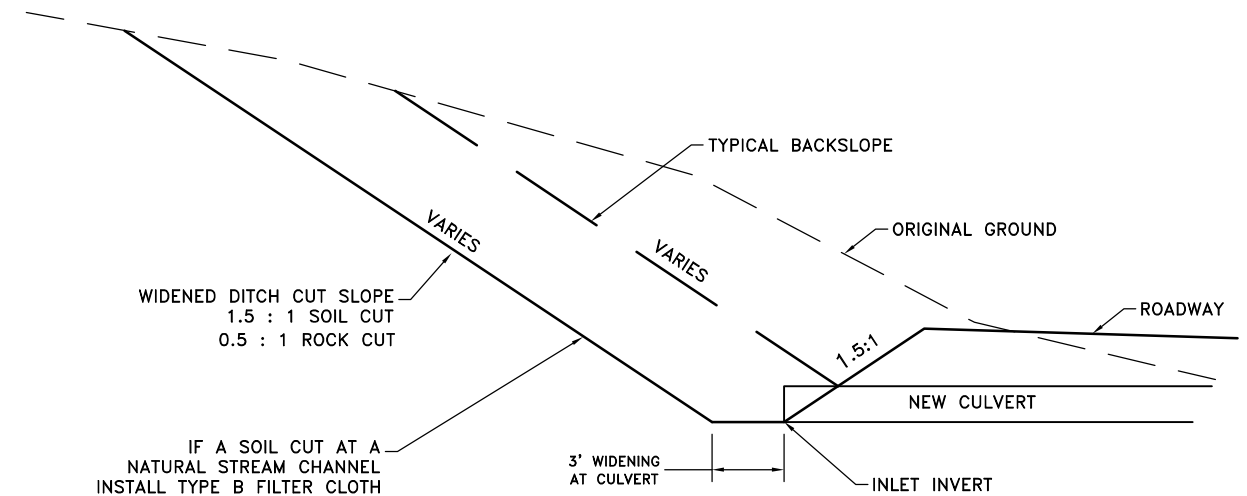 TYPICAL BACKSLOPE
VARIES
ORIGINAL GROUND
VARIES
WIDENED DITCH CUT SLOPE
1.5 : 1 SOIL CUT
0.5 : 1 ROCK CUT
ROADWAY
1.5:1
NEW CULVERT
IF A SOIL CUT AT A
NATURAL STREAM CHANNEL
INSTALL TYPE B FILTER CLOTH
3' WIDENING
AT CULVERT
INLET INVERT